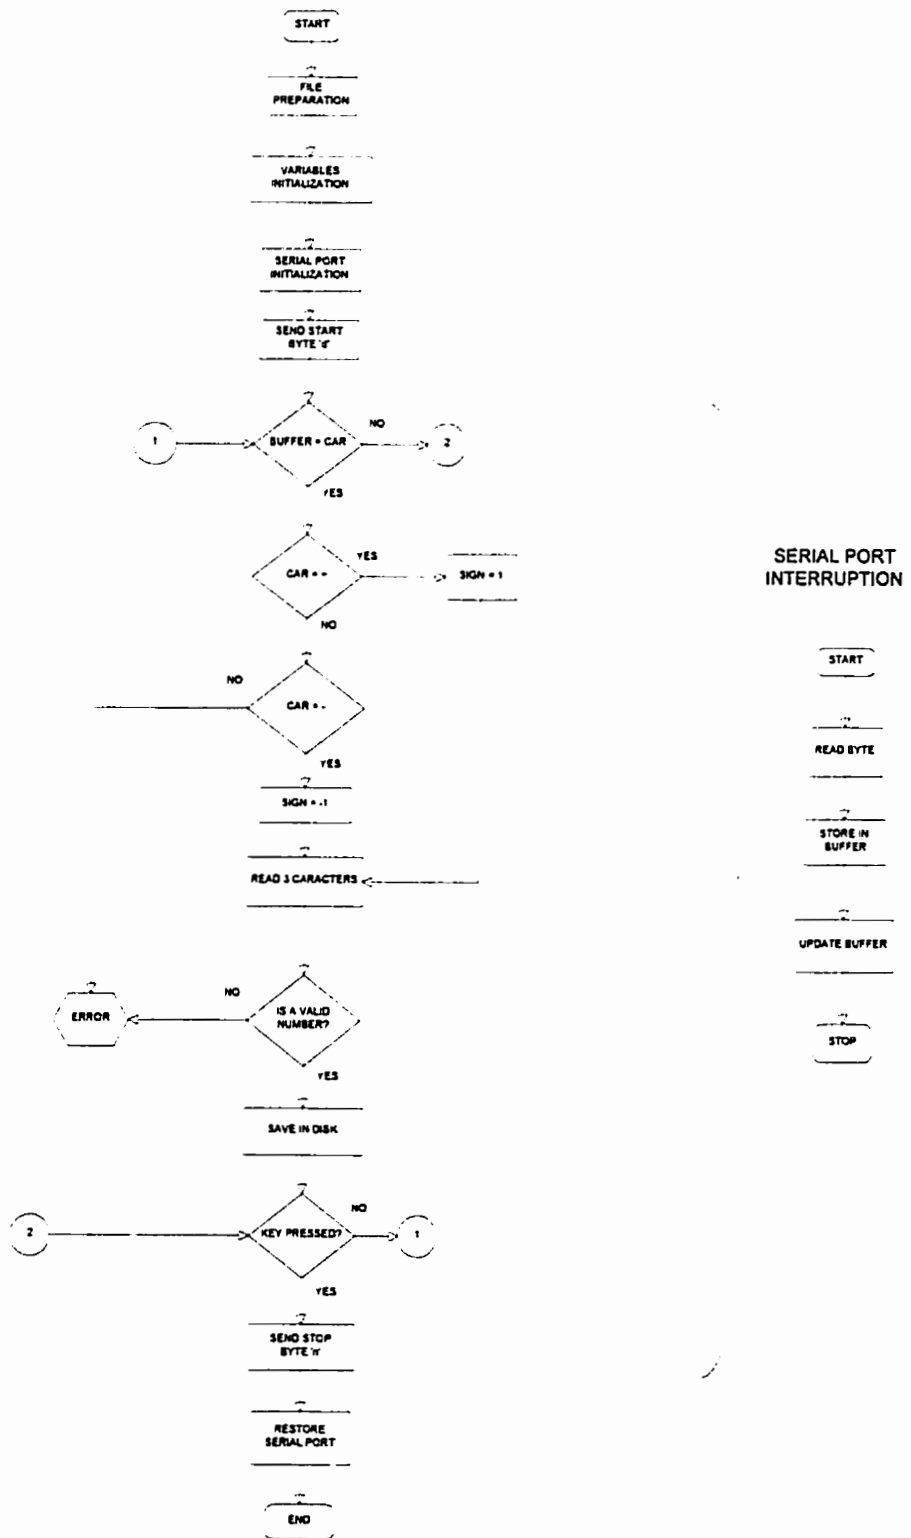 START
FILE
PREPARATION
VARIABLES
INITIALIZATION
SERIAL PORT
INITIALIZATION
SEND START
BYTE 'd'
1
BUFFER = CAR
NO
2
YES
CAR = +
YES
SIGN = 1
NO
NO
CAR = -
YES
SIGN = -1
READ 3 CARACTERS
ERROR
NO
IS A VALID
NUMBER?
YES
SAVE IN DISK
2
KEY PRESSED?
NO
1
YES
SEND STOP
BYTE 'n'
RESTORE
SERIAL PORT
END
SERIAL PORT
INTERRUPTION
START
READ BYTE
STORE IN
BUFFER
UPDATE BUFFER
STOP